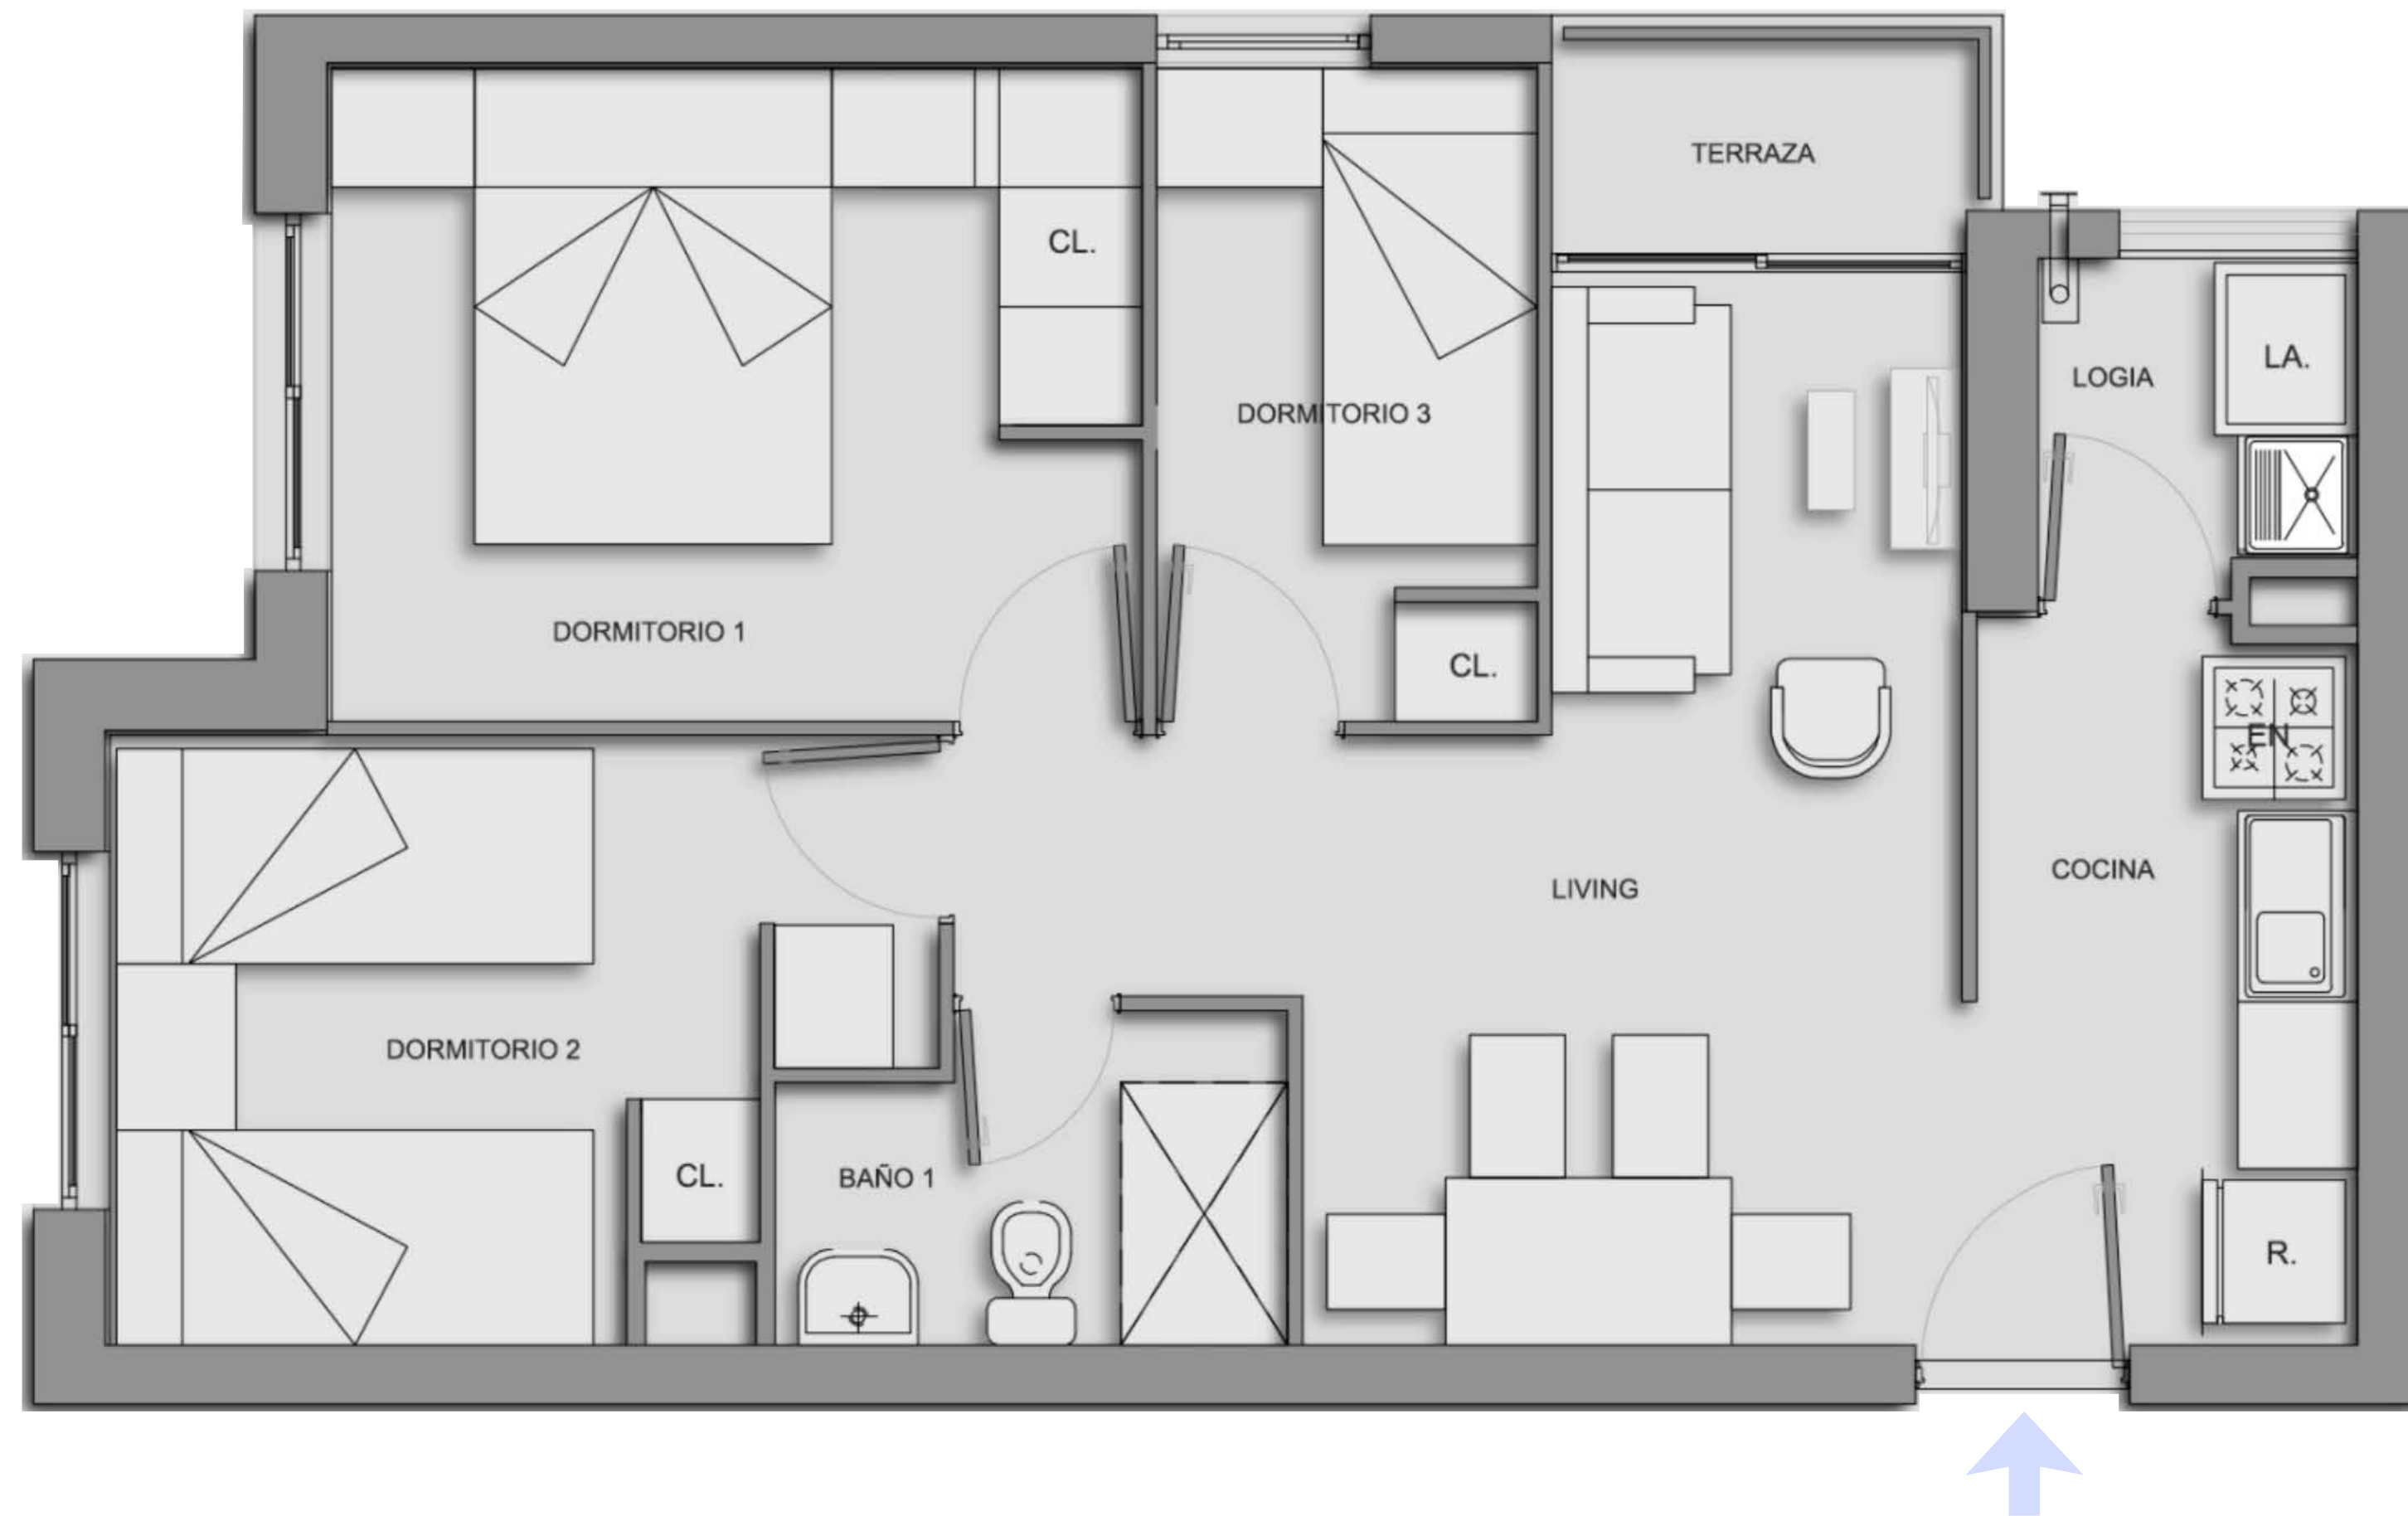 TERRAZA
CL.
LA.
LOGIA
DORMITORIO 3
DORMITORIO 1
CL.
EN
COCINA
LIVING
DORMITORIO 2
CL.
BAÑO 1
R.